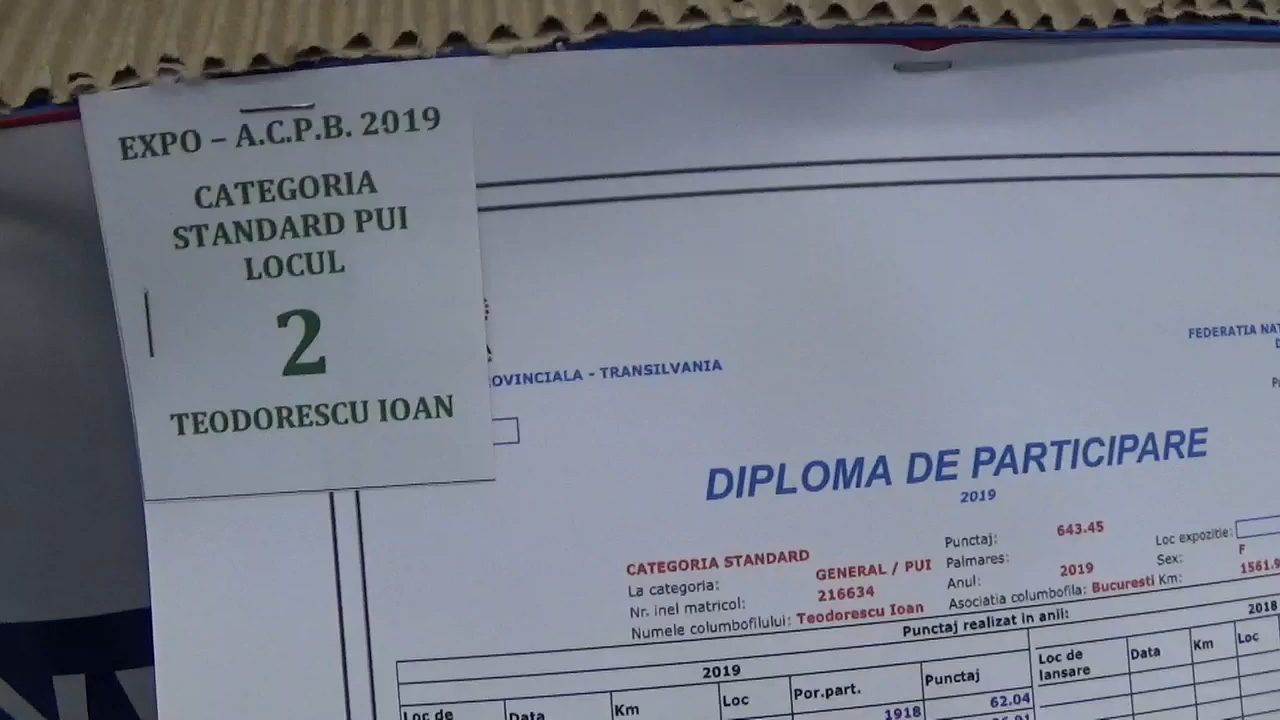 EXPO – A.C.P.B. 2019
CATEGORIA
STANDARD PUI
LOCUL
2
TEODORESCU IOAN
OVINCIALA - TRANSILVANIA
FEDERATIA NAT
DIPLOMA DE PARTICIPARE
2019
CATEGORIA STANDARD
La categoria: GENERAL / PUI
Nr. inel matricol: 216634
Numele columbofilului: Teodorescu Ioan
Punctaj: 643.45
Palmares:
Anul: 2019
Asociatia columbofila: Bucuresti
Loc expozitie:
Sex: F
Km: 1561.9
Punctaj realizat in anii:
2019
2018
Loc de Data Km Loc Por.part. Punctaj
Loc de lansare Data Km Loc
1918 62.04